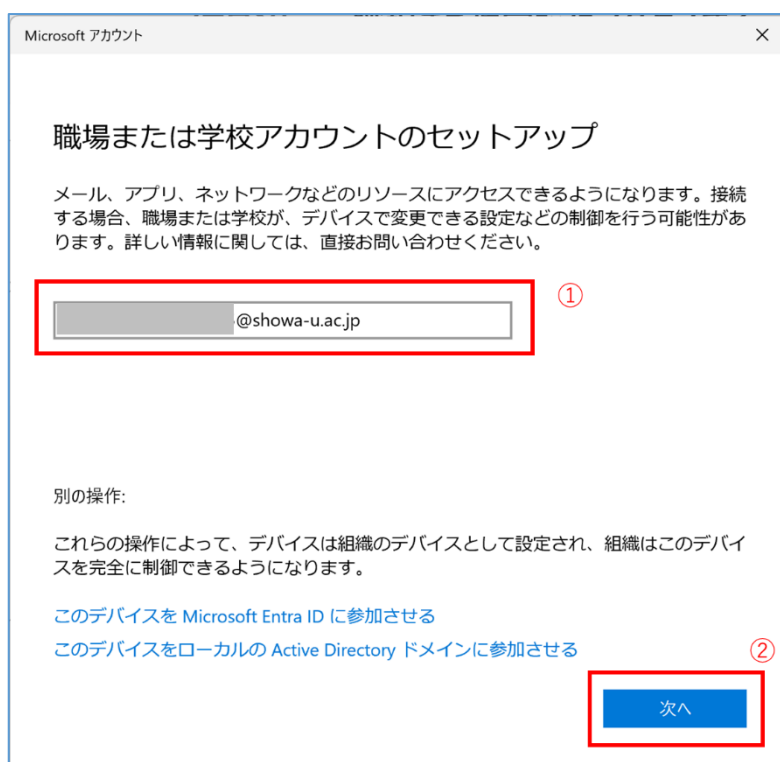 Microsoft アカウント
職場または学校アカウントのセットアップ
メール、アプリ、ネットワークなどのリソースにアクセスできるようになります。接続
する場合、職場または学校が、デバイスで変更できる設定などの制御を行う可能性があ
ります。詳しい情報に関しては、直接お問い合わせください。
①
@showa-u.ac.jp
別の操作:
これらの操作によって、デバイスは組織のデバイスとして設定され、組織はこのデバイ
スを完全に制御できるようになります。
このデバイスを Microsoft Entra ID に参加させる
このデバイスをローカルの Active Directory ドメインに参加させる
②
次へ